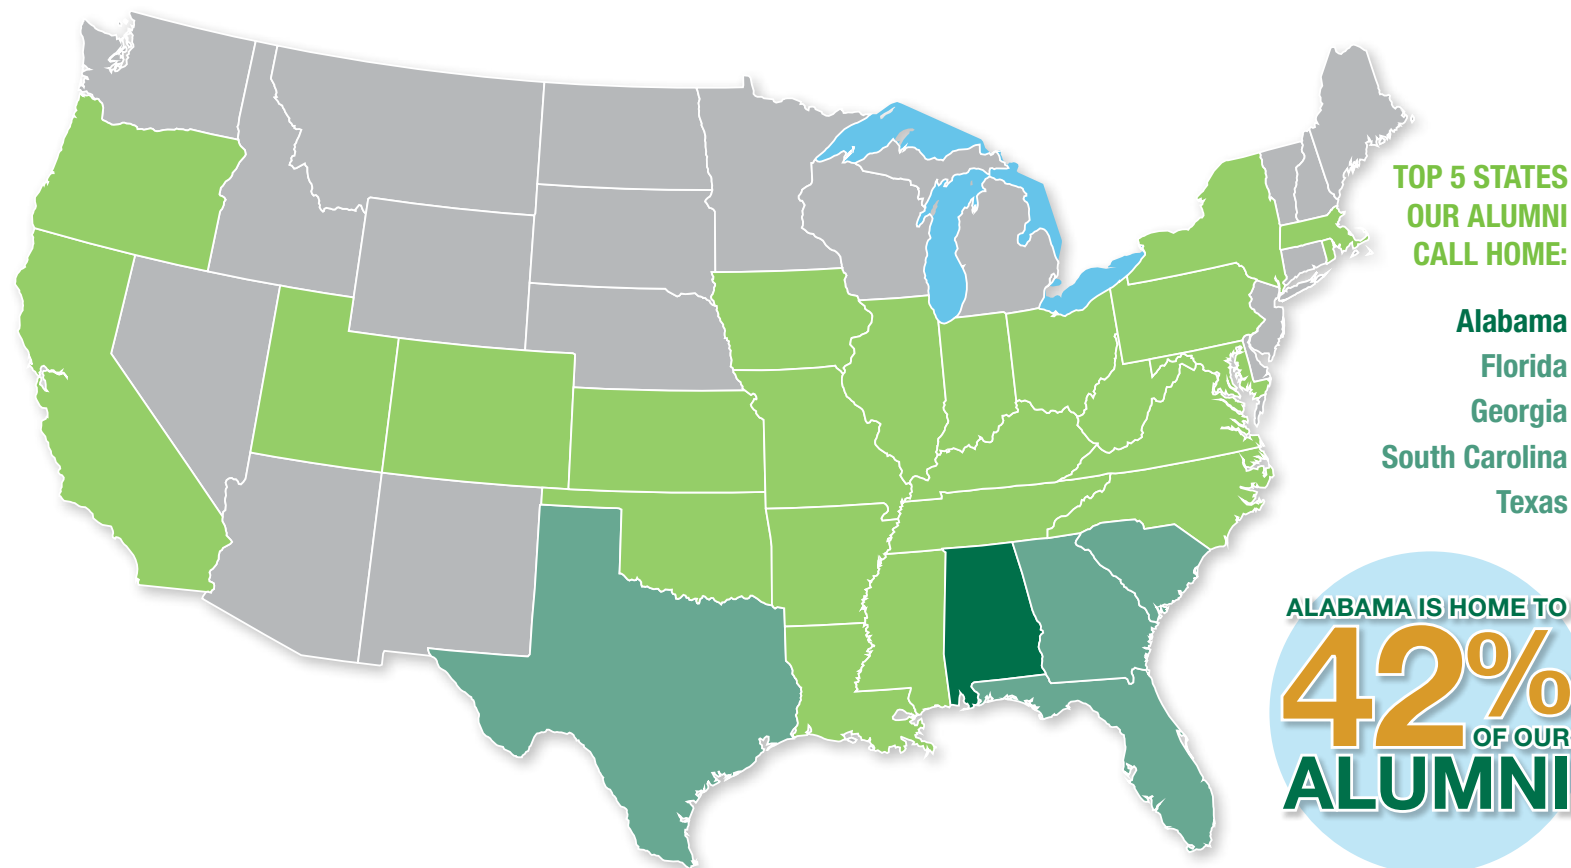 TOP 5 STATES
OUR ALUMNI
CALL HOME:
Alabama
Florida
Georgia
South Carolina
Texas
ALABAMA IS HOME TO
42%
OF OUR
ALUMNI